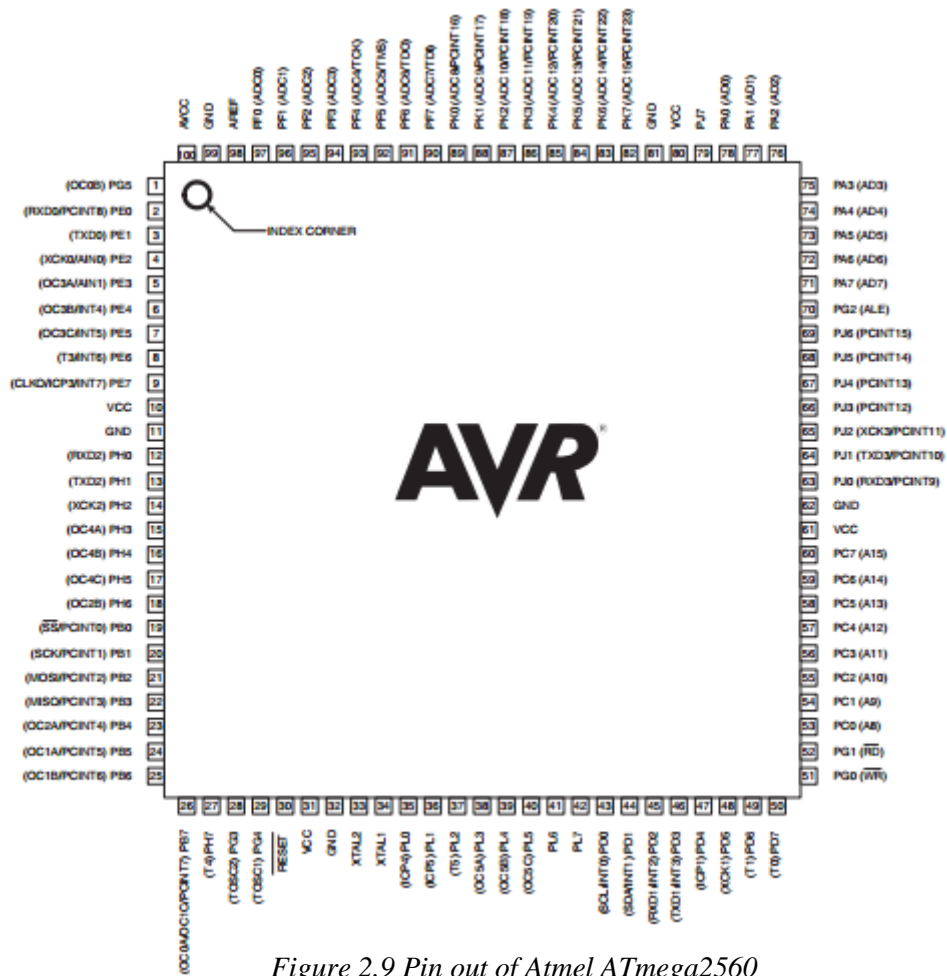 AVCC
GND
AREF
PF0 (ADC0)
PF1 (ADC1)
PF2 (ADC2)
PF3 (ADC3)
PF4 (ADC4/TCK)
PF5 (ADC5/TMS)
PF6 (ADC6/TDO)
PF7 (ADC7/TDI)
PK0 (ADC8/PCINT16)
PK1 (ADC9/PCINT17)
PK2 (ADC10/PCINT18)
PK3 (ADC11/PCINT19)
PK4 (ADC12/PCINT20)
PK5 (ADC13/PCINT21)
PK6 (ADC14/PCINT22)
PK7 (ADC15/PCINT23)
GND
VCC
PJ7
PA0 (AD0)
PA1 (AD1)
PA2 (AD2)
100 99 98 97 96 95 94 93 92 91 90 89 88 87 86 85 84 83 82 81 80 79 78 77 76
(OC0B) PG5 1
(RXD0/PCINT8) PE0 2
(TXD0) PE1 3
(XCK0/AIN0) PE2 4
(OC3A/AIN1) PE3 5
(OC3B/INT4) PE4 6
(OC3C/INT5) PE5 7
(T3/INT6) PE6 8
(CLKO/ICP3/INT7) PE7 9
VCC 10
GND 11
(RXD2) PH0 12
(TXD2) PH1 13
(XCK2) PH2 14
(OC4A) PH3 15
(OC4B) PH4 16
(OC4C) PH5 17
(OC2B) PH6 18
(SS/PCINT0) PB0 19
(SCK/PCINT1) PB1 20
(MOSI/PCINT2) PB2 21
(MISO/PCINT3) PB3 22
(OC2A/PCINT4) PB4 23
(OC1A/PCINT5) PB5 24
(OC1B/PCINT6) PB6 25
INDEX CORNER
AVR®
75 PA3 (AD3)
74 PA4 (AD4)
73 PA5 (AD5)
72 PA6 (AD6)
71 PA7 (AD7)
70 PG2 (ALE)
69 PJ6 (PCINT15)
68 PJ5 (PCINT14)
67 PJ4 (PCINT13)
66 PJ3 (PCINT12)
65 PJ2 (XCK3/PCINT11)
64 PJ1 (TXD3/PCINT10)
63 PJ0 (RXD3/PCINT9)
62 GND
61 VCC
60 PC7 (A15)
59 PC6 (A14)
58 PC5 (A13)
57 PC4 (A12)
56 PC3 (A11)
55 PC2 (A10)
54 PC1 (A9)
53 PC0 (A8)
52 PG1 (RD)
51 PG0 (WR)
26 27 28 29 30 31 32 33 34 35 36 37 38 39 40 41 42 43 44 45 46 47 48 49 50
(OC0A/OC1C/PCINT7) PB7
(T4) PH7
(TOSC2) PG3
(TOSC1) PG4
RESET
VCC
GND
XTAL2
XTAL1
(ICP4) PL0
(ICP5) PL1
(T5) PL2
(OC5A) PL3
(OC5B) PL4
(OC5C) PL5
PL6
PL7
(SCL/INT0) PD0
(SDA/INT1) PD1
(RXD1/INT2) PD2
(TXD1/INT3) PD3
(ICP1) PD4
(XCK1) PD5
(T1) PD6
(T0) PD7
Figure 2.9 Pin out of Atmel ATmega2560